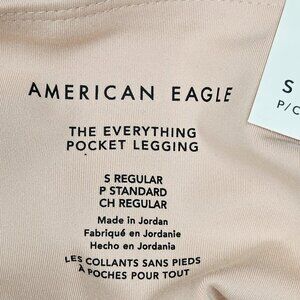 AMERICAN EAGLE
THE EVERYTHING
POCKET LEGGING
S REGULAR
P STANDARD
CH REGULAR
Made in Jordan
Fabriqué en Jordanie
Hecho en Jordania
LES COLLANTS SANS PIEDS
À POCHES POUR TOUT
S
P/C